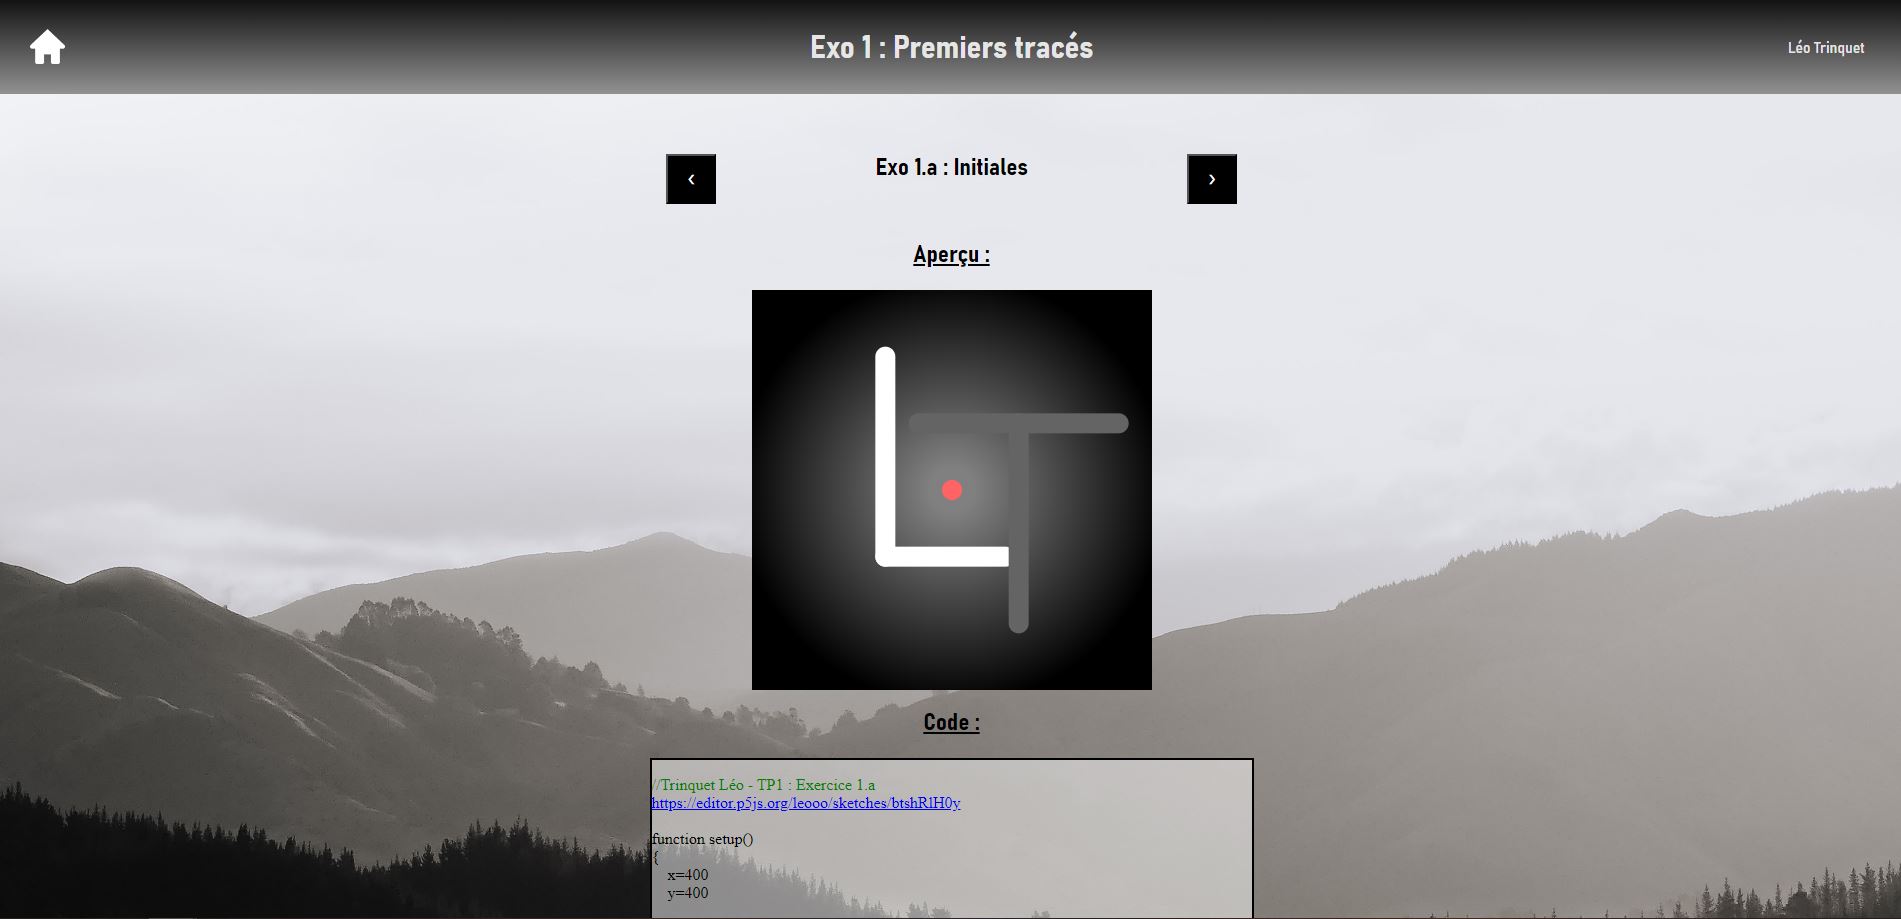 Exo 1 : Premiers tracés
Léo Trinquet
‹
Exo 1.a : Initiales
›
Aperçu :
LT
Code :
//Trinquet Léo - TP1 : Exercice 1.a
https://editor.p5js.org/leooo/sketches/btshRlH0y
function setup()
{
x=400
y=400